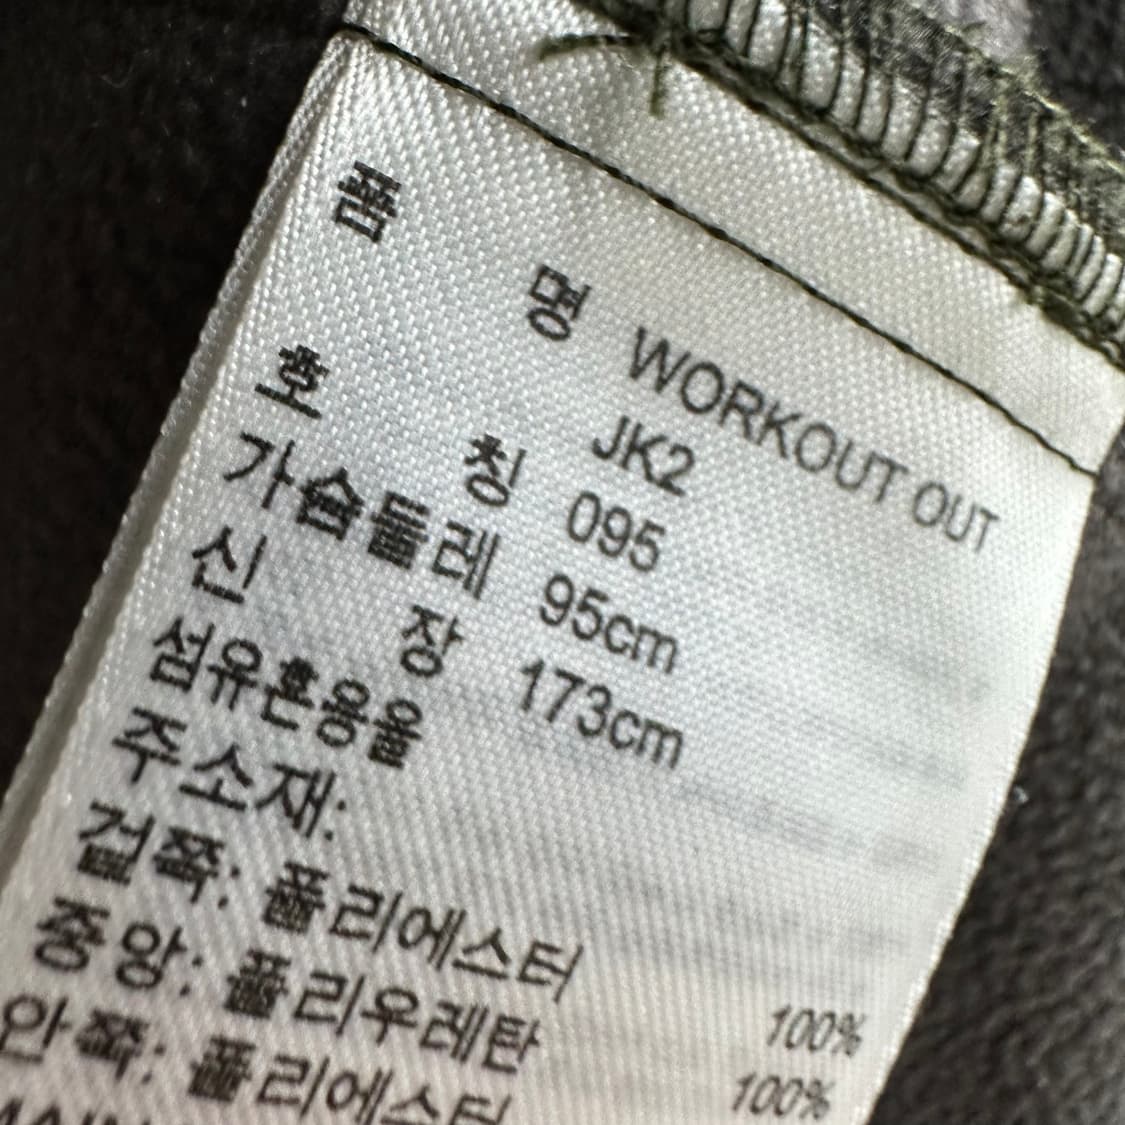 품 명 WORKOUT OUT
JK2
호 칭 095
가슴둘레 95cm
신 장 173cm
섬유혼용율
주소재:
겉쪽: 폴리에스터 100%
중앙: 폴리우레탄 100%
안쪽: 폴리에스터